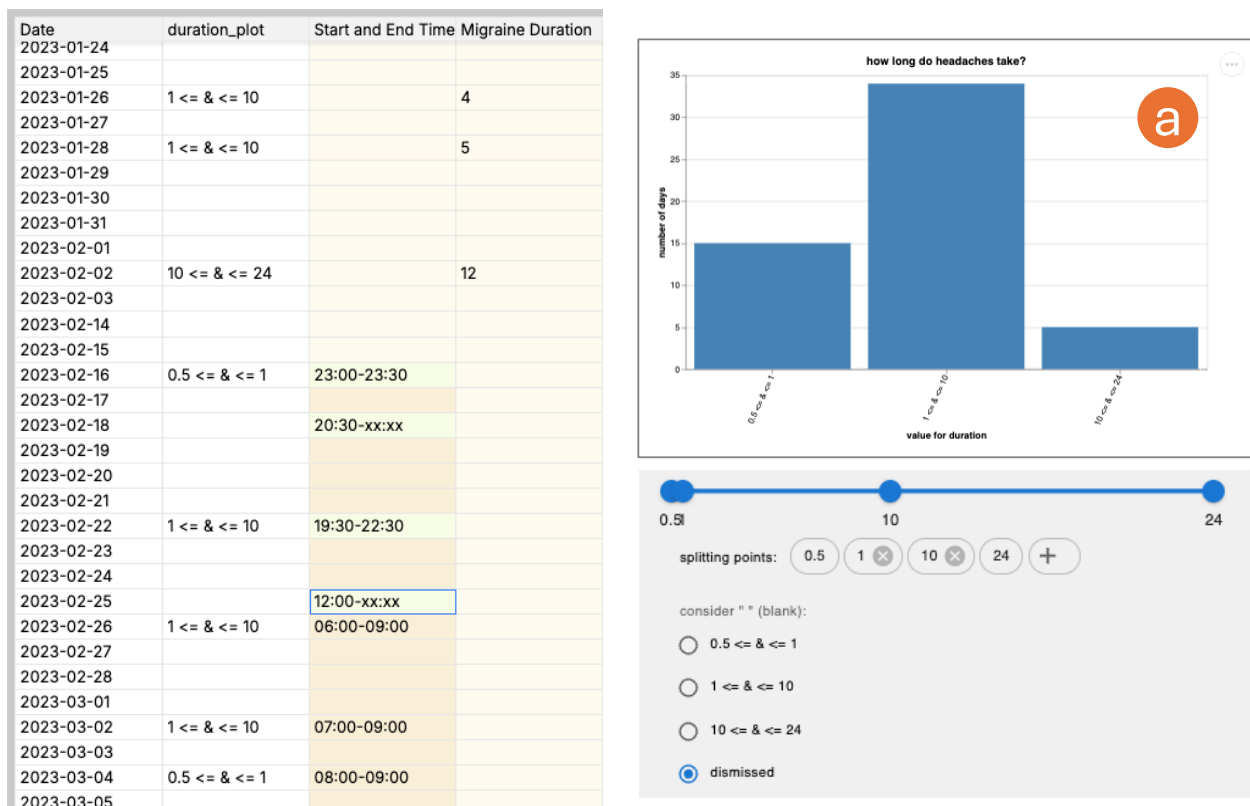 Date duration_plot Start and End Time Migraine Duration
2023-01-24
2023-01-25
2023-01-26 1 <= & <= 10 4
2023-01-27
2023-01-28 1 <= & <= 10 5
2023-01-29
2023-01-30
2023-01-31
2023-02-01
2023-02-02 10 <= & <= 24 12
2023-02-03
2023-02-14
2023-02-15
2023-02-16 0.5 <= & <= 1 23:00-23:30
2023-02-17
2023-02-18 20:30-xx:xx
2023-02-19
2023-02-20
2023-02-21
2023-02-22 1 <= & <= 10 19:30-22:30
2023-02-23
2023-02-24
2023-02-25 12:00-xx:xx
2023-02-26 1 <= & <= 10 06:00-09:00
2023-02-27
2023-02-28
2023-03-01
2023-03-02 1 <= & <= 10 07:00-09:00
2023-03-03
2023-03-04 0.5 <= & <= 1 08:00-09:00
2023-03-05
how long do headaches take?
a
number of days
35
30
25
20
15
10
5
0
0.5 <= & <= 1
1 <= & <= 10
10 <= & <= 24
value for duration
0.5 1 10 24
splitting points: 0.5 1 10 24 +
consider " " (blank):
0.5 <= & <= 1
1 <= & <= 10
10 <= & <= 24
dismissed